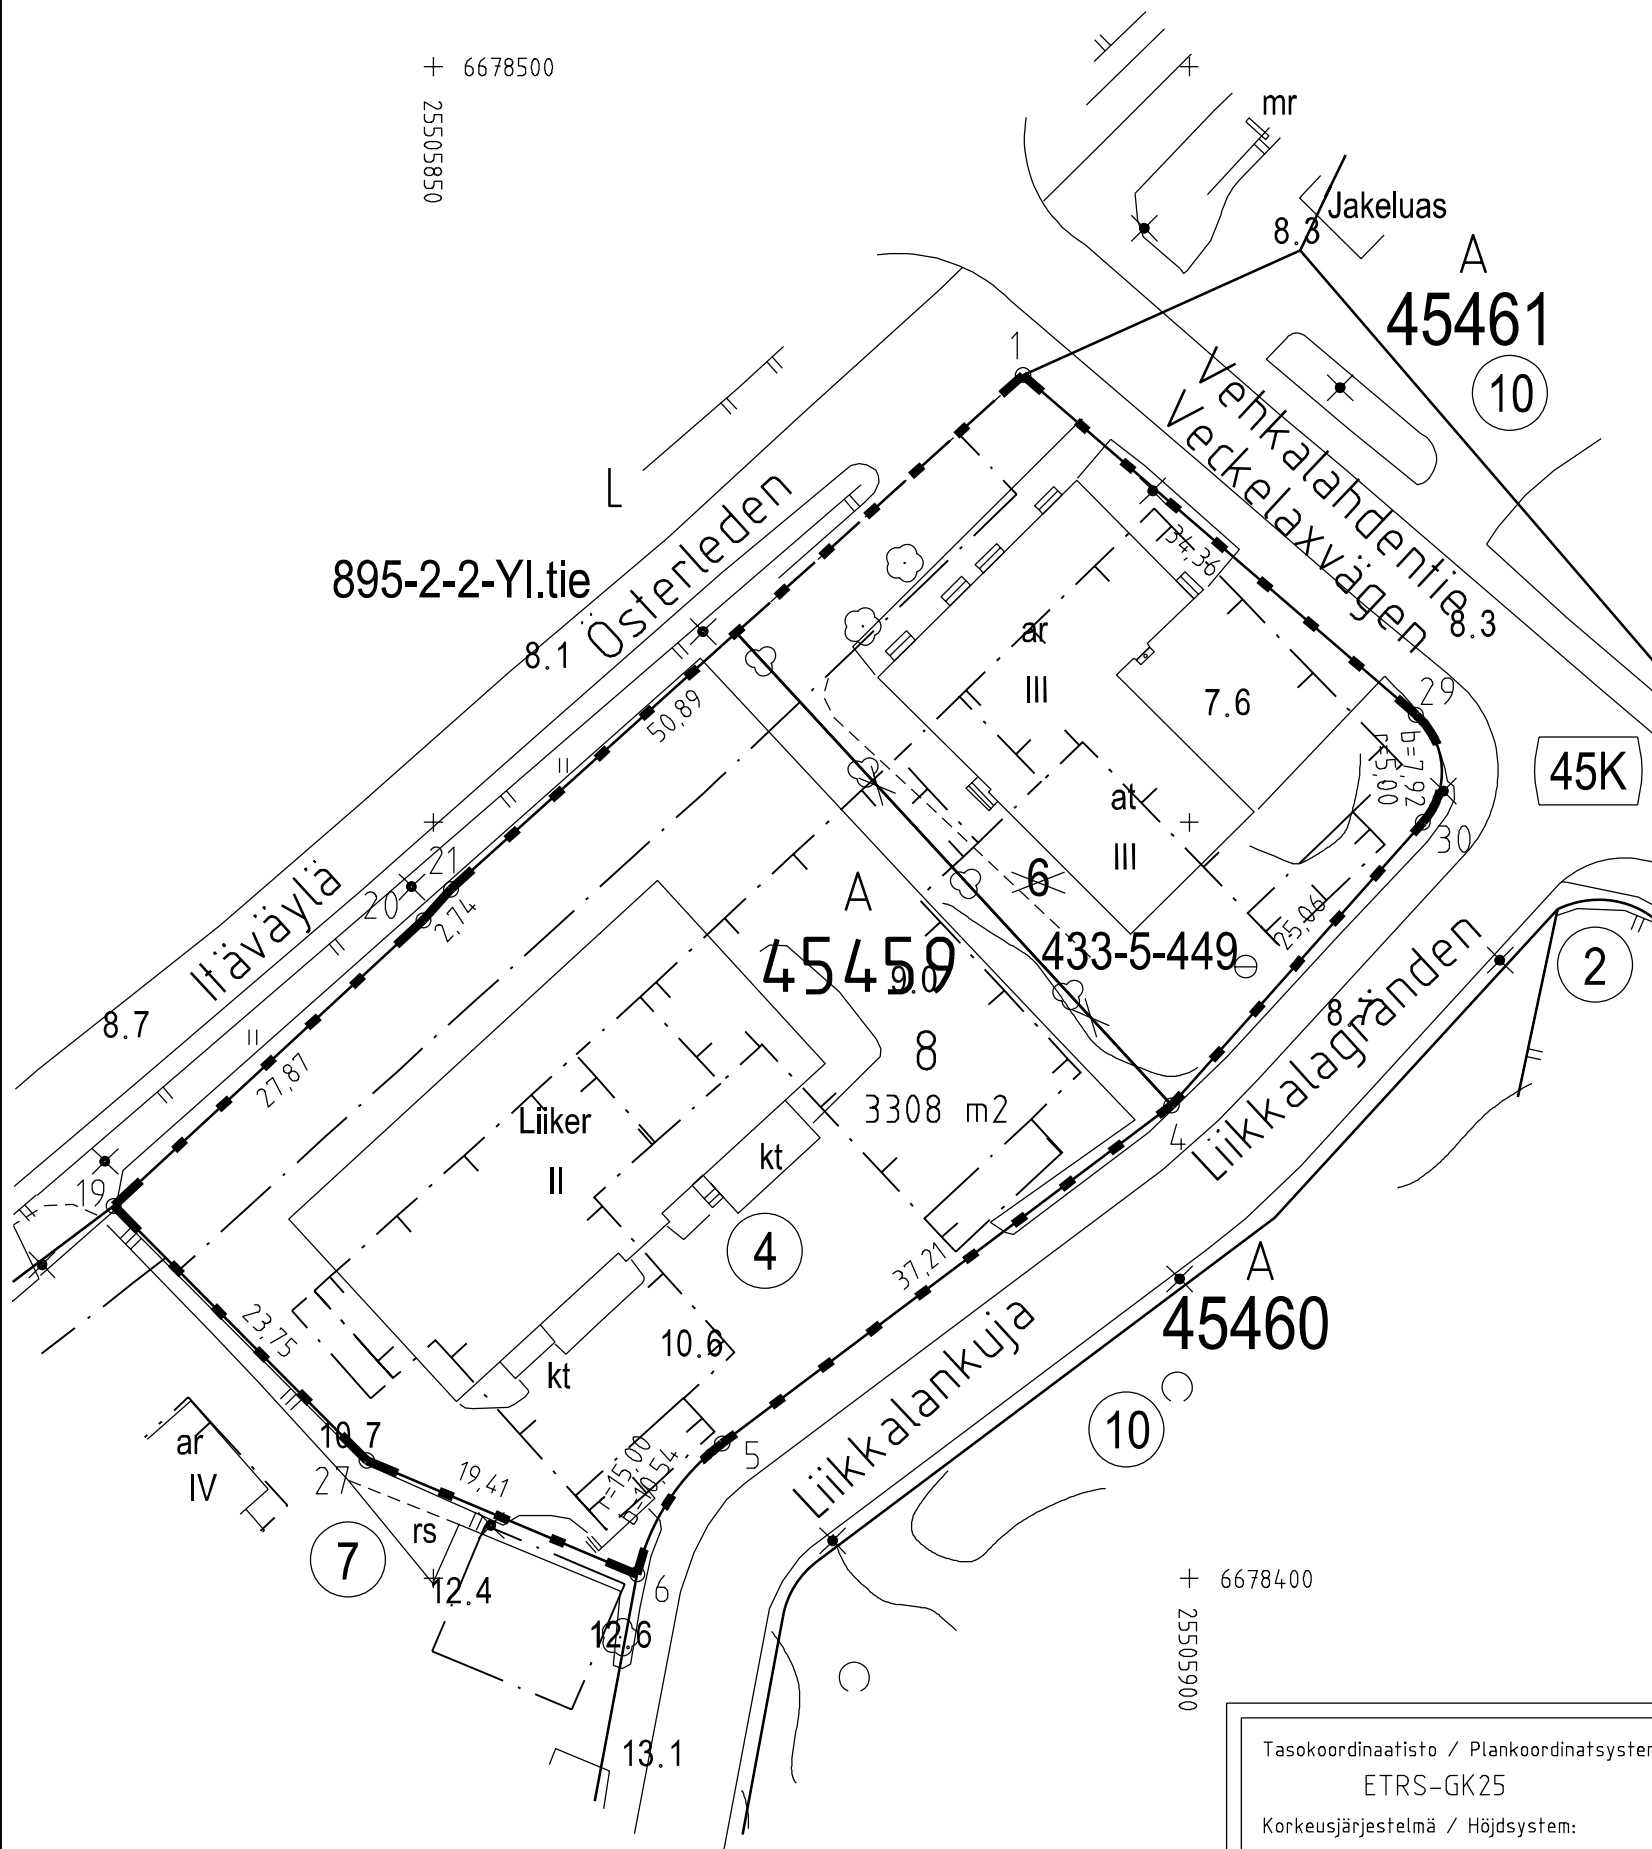 6678500
25505850
mr
Jakeluas
8.3
A
45461
10
1
Vehkalahdentie
Veckelaxvägen
L
Österleden
895-2-2-Yl.tie
8.1
34,36
8.3
ar
III
7.6
29
50,89
b=7,92
r=5,00
45K
at
III
30
21
20
2,74
Itäväylä
A
6
45459
9.0
433-5-449
25,06
2
8.7
8
Liikkalagränden
8
3308 m2
27,87
Liiker
II
kt
4
19
4
37,21
A
45460
23,75
10.6
Liikkalankuja
kt
10
ar
IV
10.7
27
19,41
r=15,00
b=10,54
5
rs
7
12.4
6
6678400
25505900
12.6
13.1
Tasokoordinaatisto / Plankoordinatsystem
ETRS-GK25
Korkeusjärjestelmä / Höjdsystem: